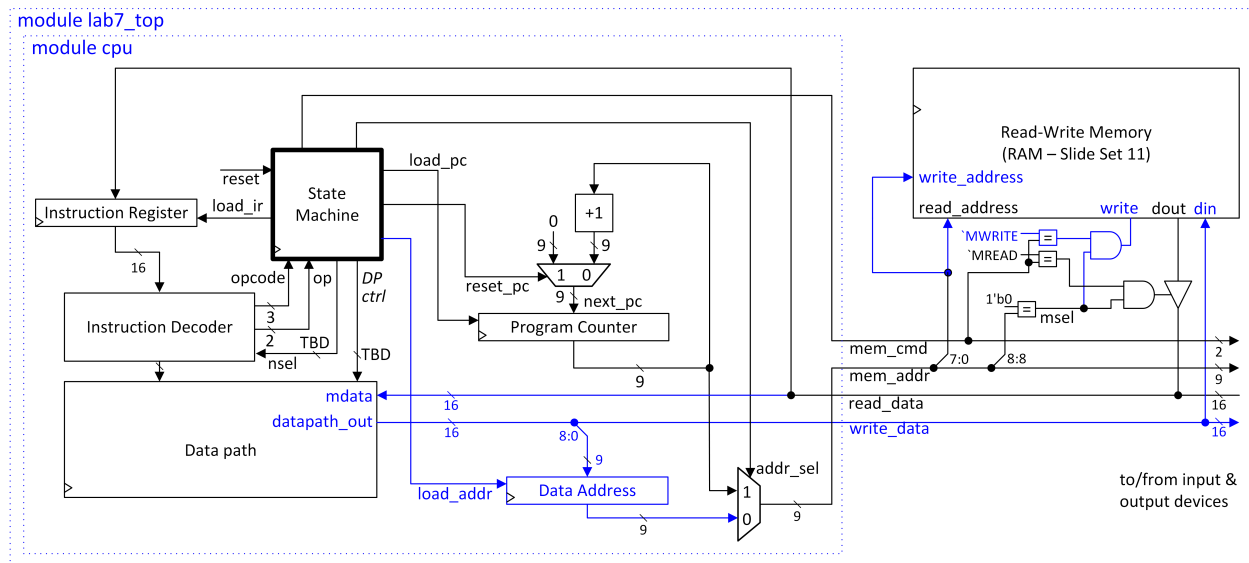 module lab7_top
module cpu
Read-Write Memory
(RAM – Slide Set 11)
write_address
read_address
write
dout
din
reset
load_ir
State
Machine
load_pc
reset_pc
+1
0
9
9
1
0
9
next_pc
Program Counter
9
Instruction Register
16
opcode
op
DP
ctrl
3
2
TBD
nsel
TBD
Instruction Decoder
`MWRITE
=
`MREAD
=
1'b0
=
msel
mem_cmd
2
7:0
8:8
mem_addr
9
mdata
16
read_data
16
datapath_out
16
8:0
write_data
16
Data path
9
addr_sel
load_addr
Data Address
9
1
0
9
to/from input &
output devices